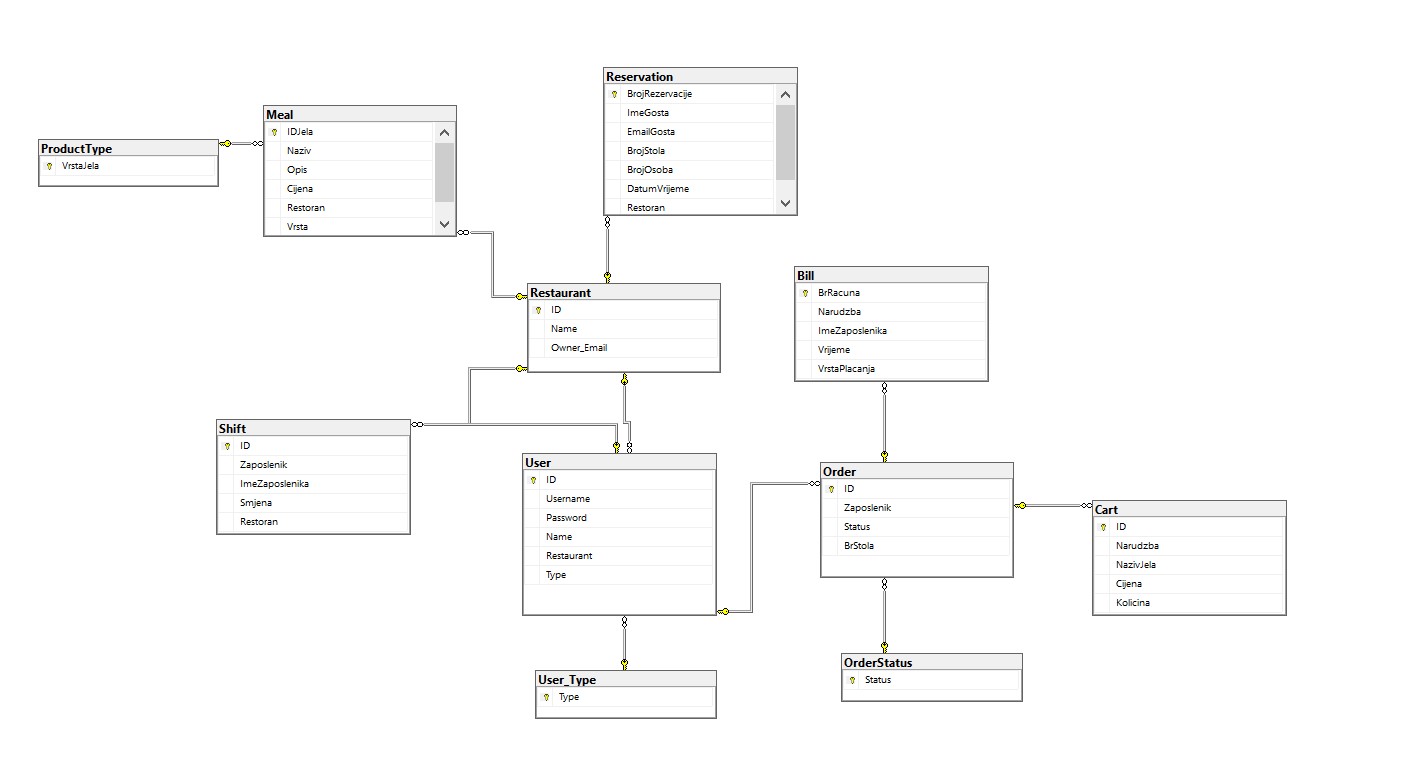 Reservation
BrojRezervacije
ImeGosta
EmailGosta
BrojStola
BrojOsoba
DatumVrijeme
Restoran
Meal
IDJela
Naziv
Opis
Cijena
Restoran
Vrsta
ProductType
VrstaJela
Restaurant
ID
Name
Owner_Email
Bill
BrRacuna
Narudzba
ImeZaposlenika
Vrijeme
VrstaPlacanja
Shift
ID
Zaposlenik
ImeZaposlenika
Smjena
Restoran
User
ID
Username
Password
Name
Restaurant
Type
Order
ID
Zaposlenik
Status
BrStola
Cart
ID
Narudzba
NazivJela
Cijena
Kolicina
User_Type
Type
OrderStatus
Status